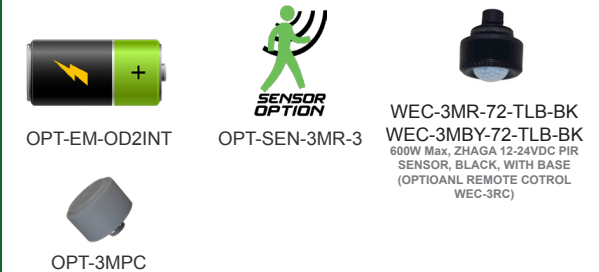 +
SENSOR
OPTION
OPT-EM-OD2INT
OPT-SEN-3MR-3
WEC-3MR-72-TLB-BK
WEC-3MBY-72-TLB-BK
600W Max, ZHAGA 12-24VDC PIR
SENSOR, BLACK, WITH BASE
(OPTIOANL REMOTE COTROL
WEC-3RC)
OPT-3MPC